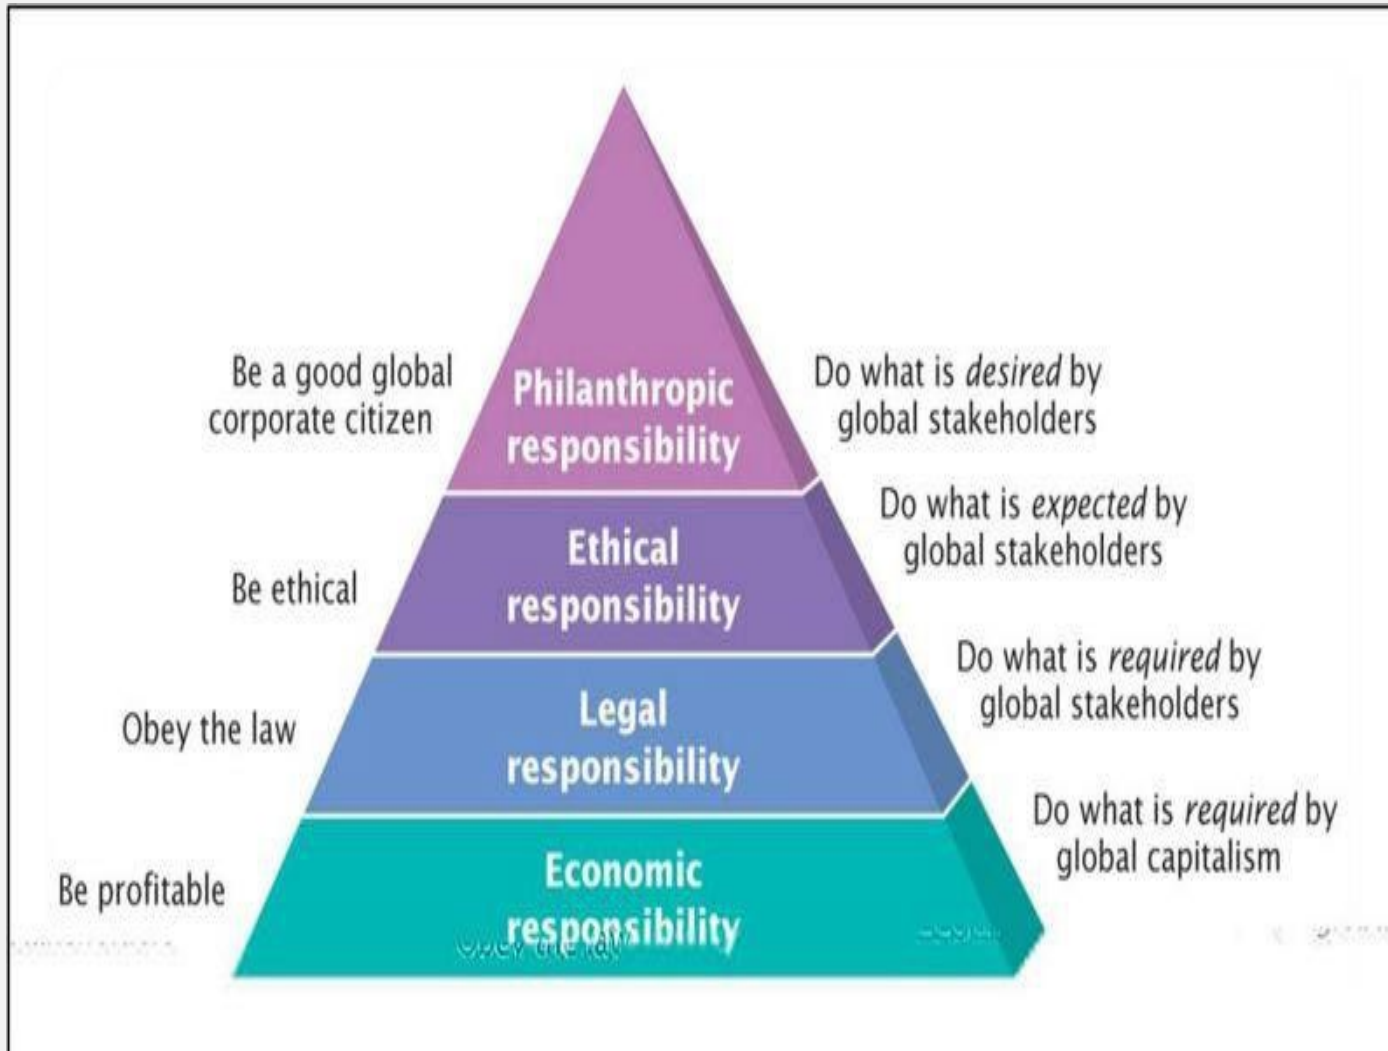 Be a good global
corporate citizen
Philanthropic
responsibility
Do what is desired by
global stakeholders
Be ethical
Ethical
responsibility
Do what is expected by
global stakeholders
Obey the law
Legal
responsibility
Do what is required by
global stakeholders
Be profitable
Economic
responsibility
Do what is required by
global capitalism